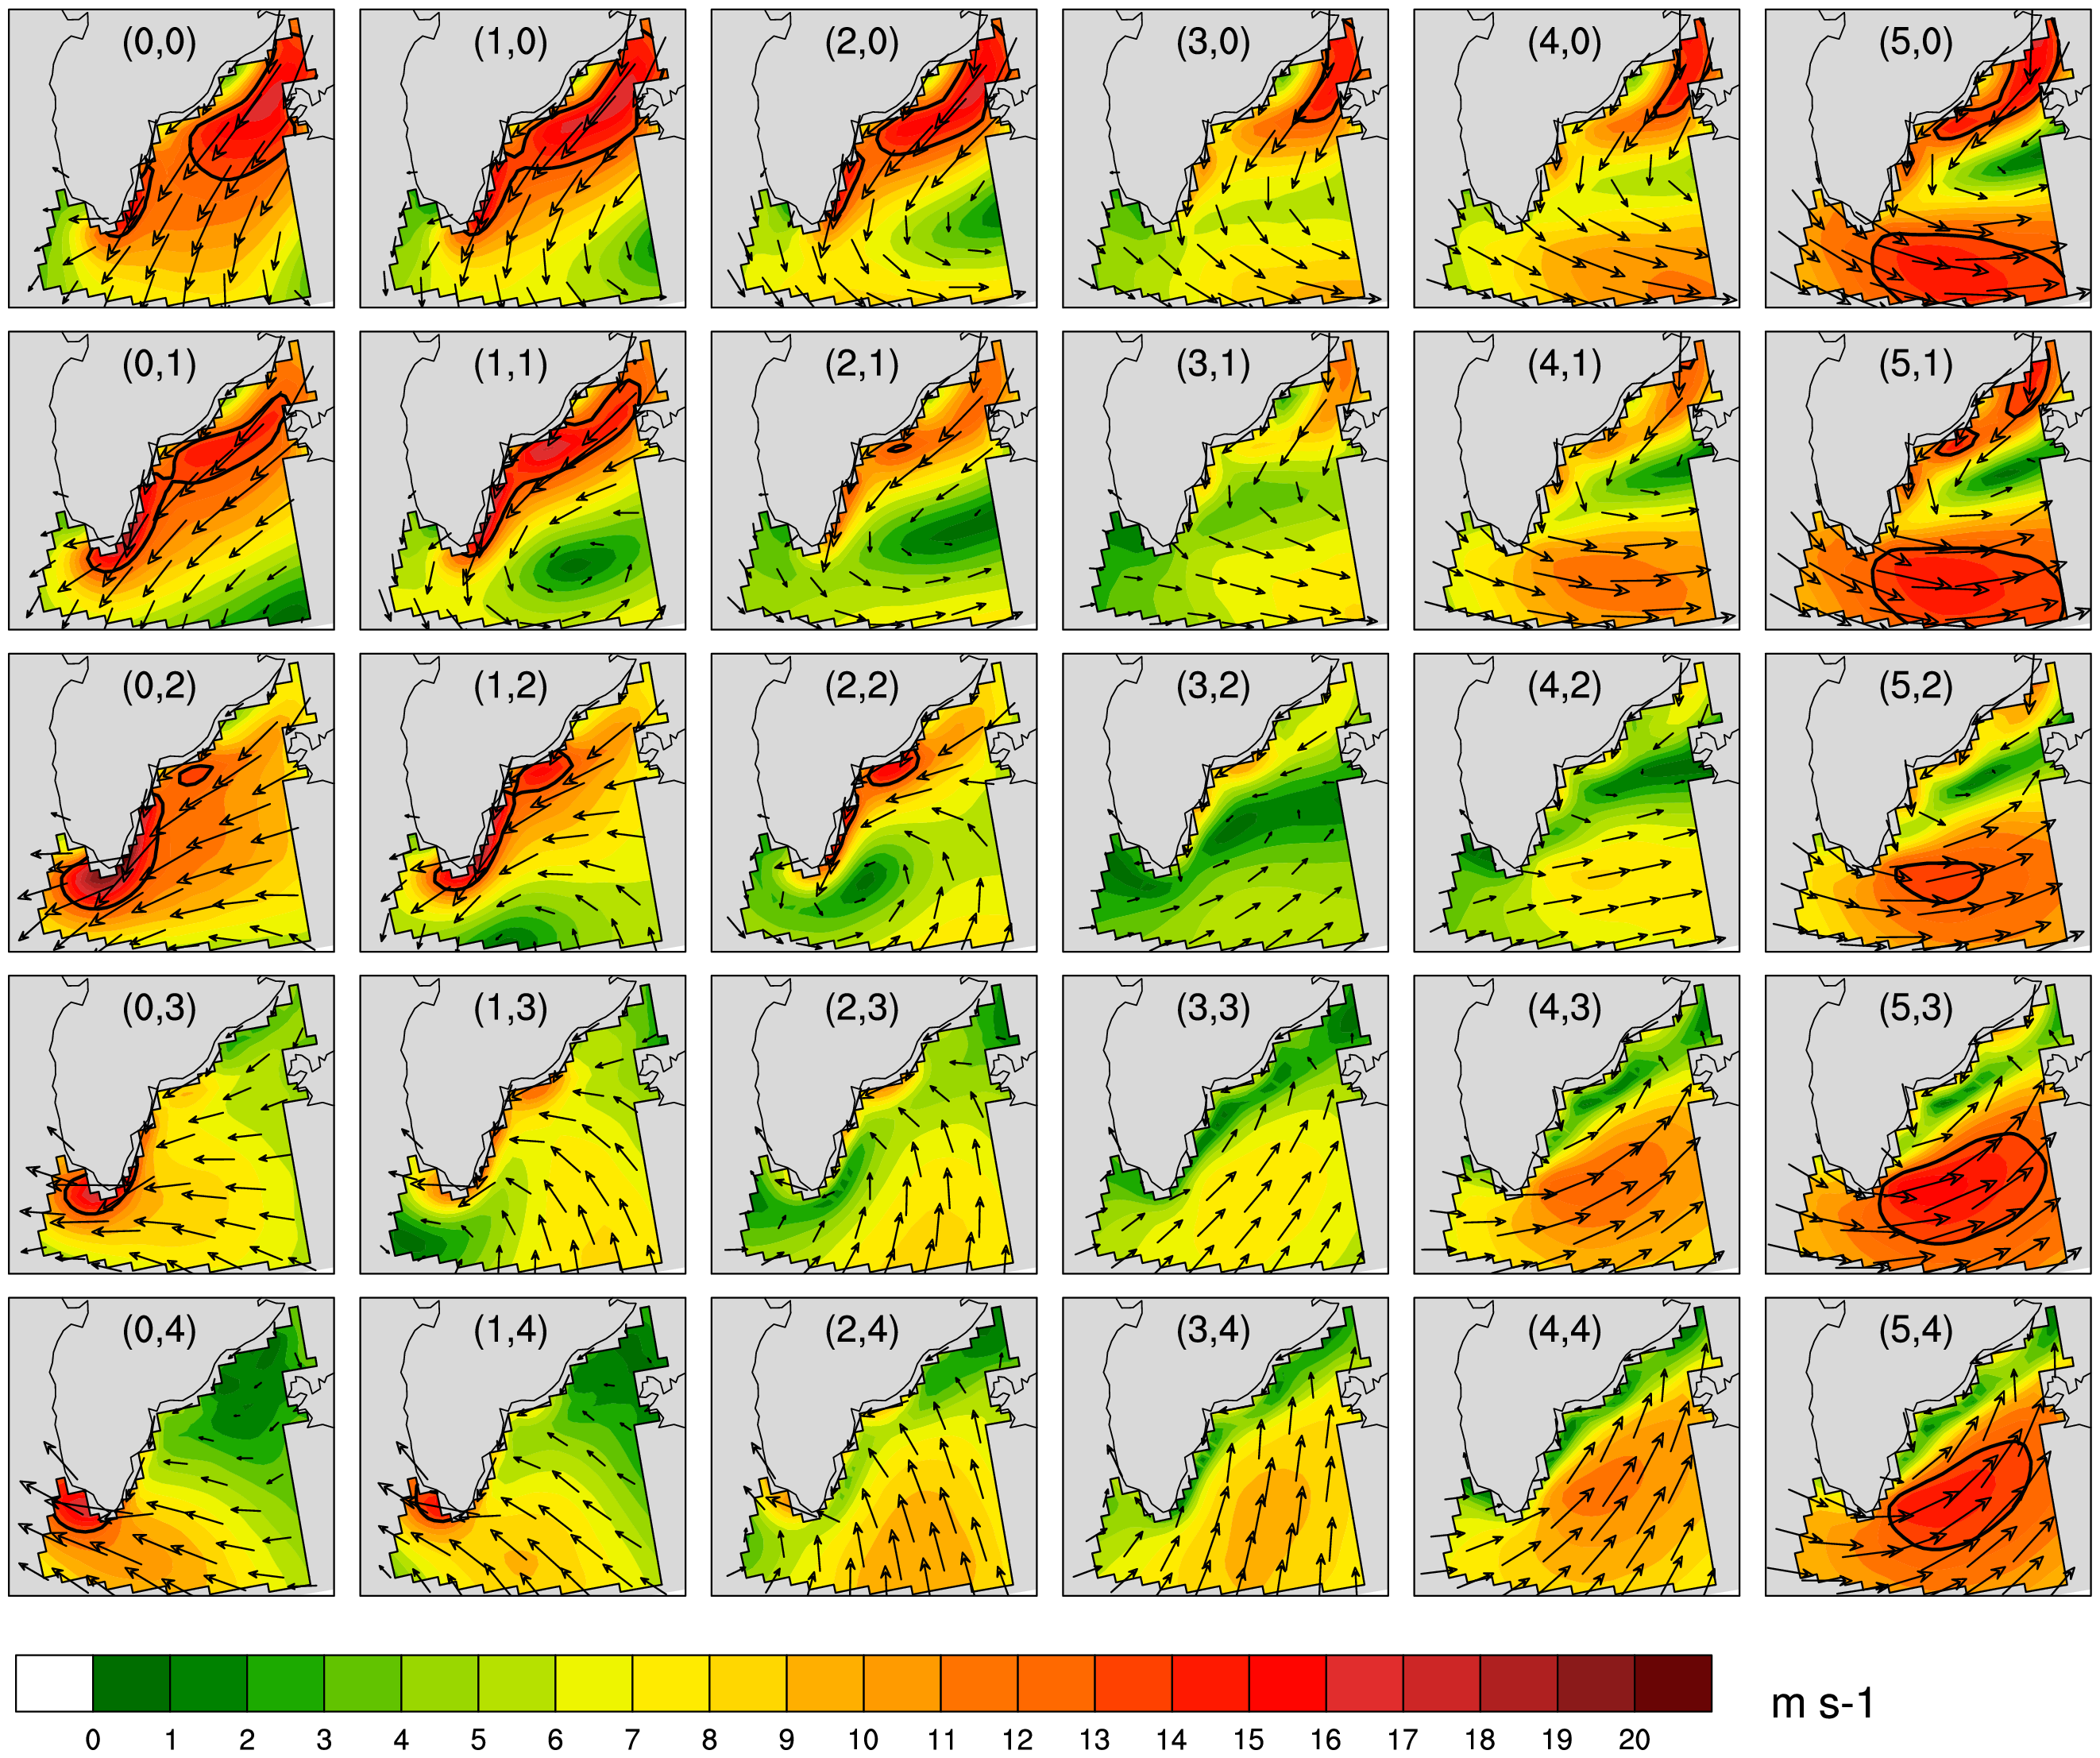 (0,0) (1,0) (2,0) (3,0) (4,0) (5,0)
(0,1) (1,1) (2,1) (3,1) (4,1) (5,1)
(0,2) (1,2) (2,2) (3,2) (4,2) (5,2)
(0,3) (1,3) (2,3) (3,3) (4,3) (5,3)
(0,4) (1,4) (2,4) (3,4) (4,4) (5,4)
m s-1
0 1 2 3 4 5 6 7 8 9 10 11 12 13 14 15 16 17 18 19 20